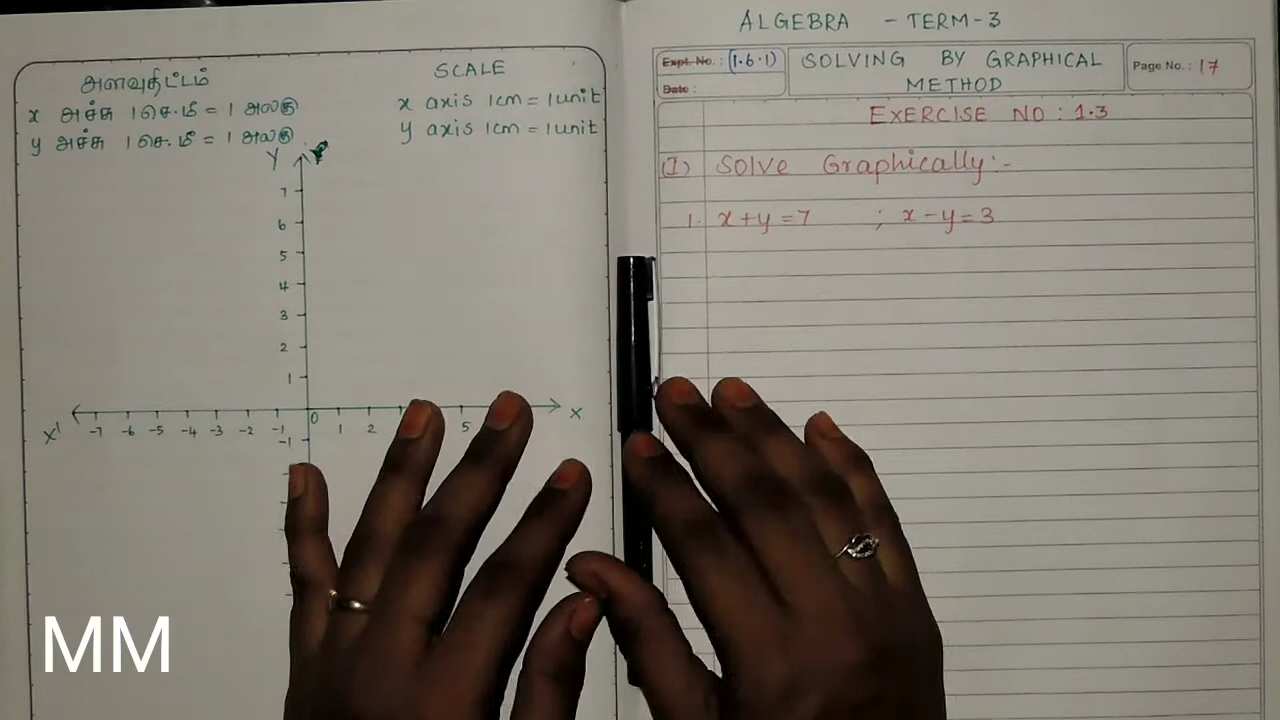 ALGEBRA - TERM-3
அளவுதிட்டம்
x அச்சு 1 செ.மீ = 1 அலகு
y அச்சு 1 செ.மீ = 1 அலகு
SCALE
x axis 1cm = 1unit
y axis 1cm = 1unit
Y
7
6
5
4
3
2
1
X' -7 -6 -5 -4 -3 -2 -1 0 1 2 5 X
-1
Expt. No. : (1.6.1)
Date :
SOLVING BY GRAPHICAL
METHOD
Page No. : 17
EXERCISE NO : 1.3
(I) Solve Graphically :-
1. x + y = 7 ; x - y = 3
MM